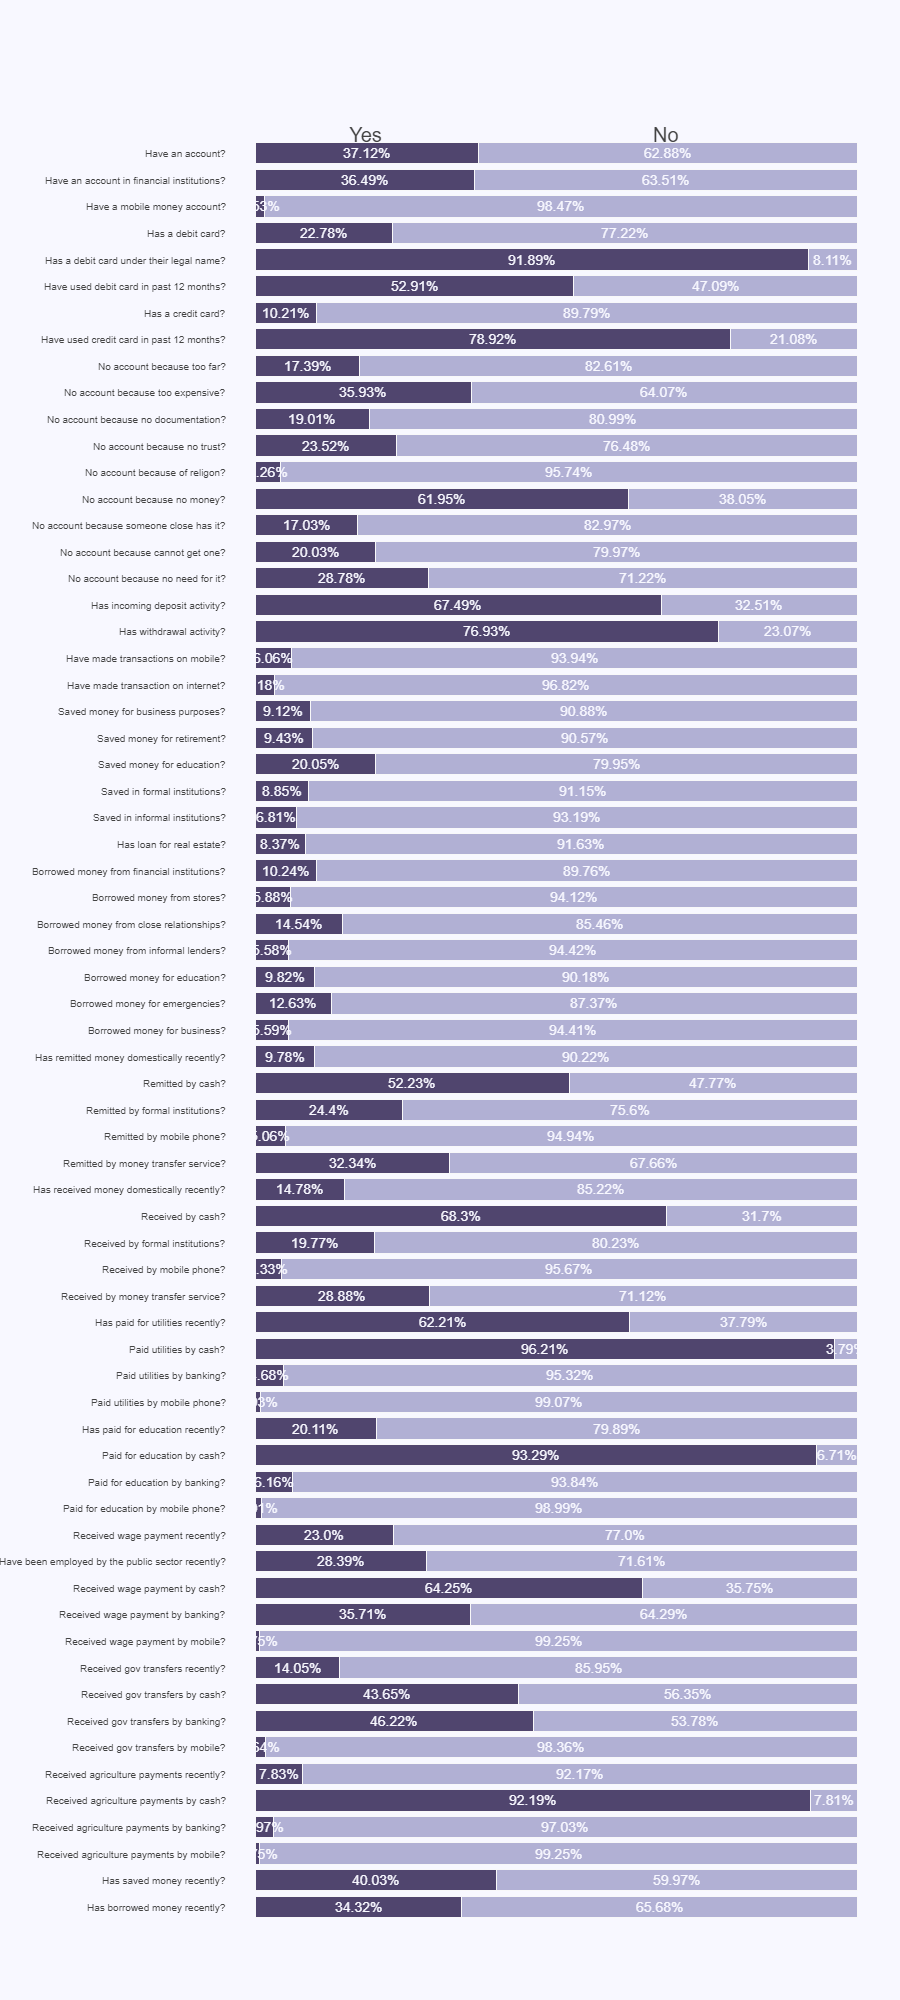 Yes No
Have an account? 37.12% 62.88%
Have an account in financial institutions? 36.49% 63.51%
Have a mobile money account? 53% 98.47%
Has a debit card? 22.78% 77.22%
Has a debit card under their legal name? 91.89% 8.11%
Have used debit card in past 12 months? 52.91% 47.09%
Has a credit card? 10.21% 89.79%
Have used credit card in past 12 months? 78.92% 21.08%
No account because too far? 17.39% 82.61%
No account because too expensive? 35.93% 64.07%
No account because no documentation? 19.01% 80.99%
No account because no trust? 23.52% 76.48%
No account because of religon? .26% 95.74%
No account because no money? 61.95% 38.05%
No account because someone close has it? 17.03% 82.97%
No account because cannot get one? 20.03% 79.97%
No account because no need for it? 28.78% 71.22%
Has incoming deposit activity? 67.49% 32.51%
Has withdrawal activity? 76.93% 23.07%
Have made transactions on mobile? 6.06% 93.94%
Have made transaction on internet? 18% 96.82%
Saved money for business purposes? 9.12% 90.88%
Saved money for retirement? 9.43% 90.57%
Saved money for education? 20.05% 79.95%
Saved in formal institutions? 8.85% 91.15%
Saved in informal institutions? 6.81% 93.19%
Has loan for real estate? 8.37% 91.63%
Borrowed money from financial institutions? 10.24% 89.76%
Borrowed money from stores? 5.88% 94.12%
Borrowed money from close relationships? 14.54% 85.46%
Borrowed money from informal lenders? 5.58% 94.42%
Borrowed money for education? 9.82% 90.18%
Borrowed money for emergencies? 12.63% 87.37%
Borrowed money for business? 5.59% 94.41%
Has remitted money domestically recently? 9.78% 90.22%
Remitted by cash? 52.23% 47.77%
Remitted by formal institutions? 24.4% 75.6%
Remitted by mobile phone? 5.06% 94.94%
Remitted by money transfer service? 32.34% 67.66%
Has received money domestically recently? 14.78% 85.22%
Received by cash? 68.3% 31.7%
Received by formal institutions? 19.77% 80.23%
Received by mobile phone? .33% 95.67%
Received by money transfer service? 28.88% 71.12%
Has paid for utilities recently? 62.21% 37.79%
Paid utilities by cash? 96.21% 3.79%
Paid utilities by banking? .68% 95.32%
Paid utilities by mobile phone? 3% 99.07%
Has paid for education recently? 20.11% 79.89%
Paid for education by cash? 93.29% 6.71%
Paid for education by banking? 6.16% 93.84%
Paid for education by mobile phone? 1% 98.99%
Received wage payment recently? 23.0% 77.0%
Have been employed by the public sector recently? 28.39% 71.61%
Received wage payment by cash? 64.25% 35.75%
Received wage payment by banking? 35.71% 64.29%
Received wage payment by mobile? 5% 99.25%
Received gov transfers recently? 14.05% 85.95%
Received gov transfers by cash? 43.65% 56.35%
Received gov transfers by banking? 46.22% 53.78%
Received gov transfers by mobile? 64% 98.36%
Received agriculture payments recently? 7.83% 92.17%
Received agriculture payments by cash? 92.19% 7.81%
Received agriculture payments by banking? 97% 97.03%
Received agriculture payments by mobile? 5% 99.25%
Has saved money recently? 40.03% 59.97%
Has borrowed money recently? 34.32% 65.68%